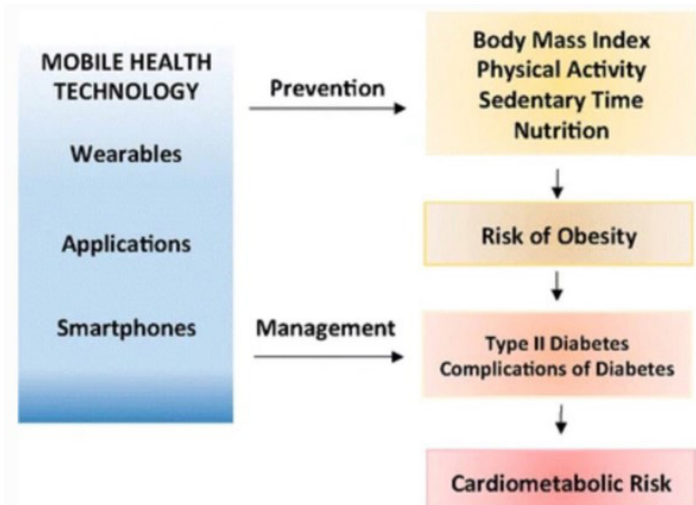 MOBILE HEALTH
TECHNOLOGY
Wearables
Applications
Smartphones
Prevention
Management
Body Mass Index
Physical Activity
Sedentary Time
Nutrition
Risk of Obesity
Type II Diabetes
Complications of Diabetes
Cardiometabolic Risk